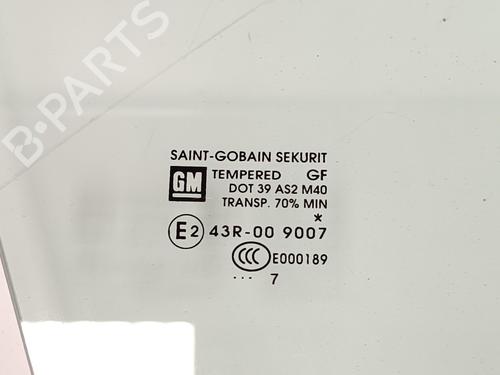 B-PARTS
SAINT-GOBAIN SEKURIT
GM TEMPERED GF
DOT 39 AS2 M40
TRANSP. 70% MIN
*
E2 43R-00 9007
CCC E000189
... 7